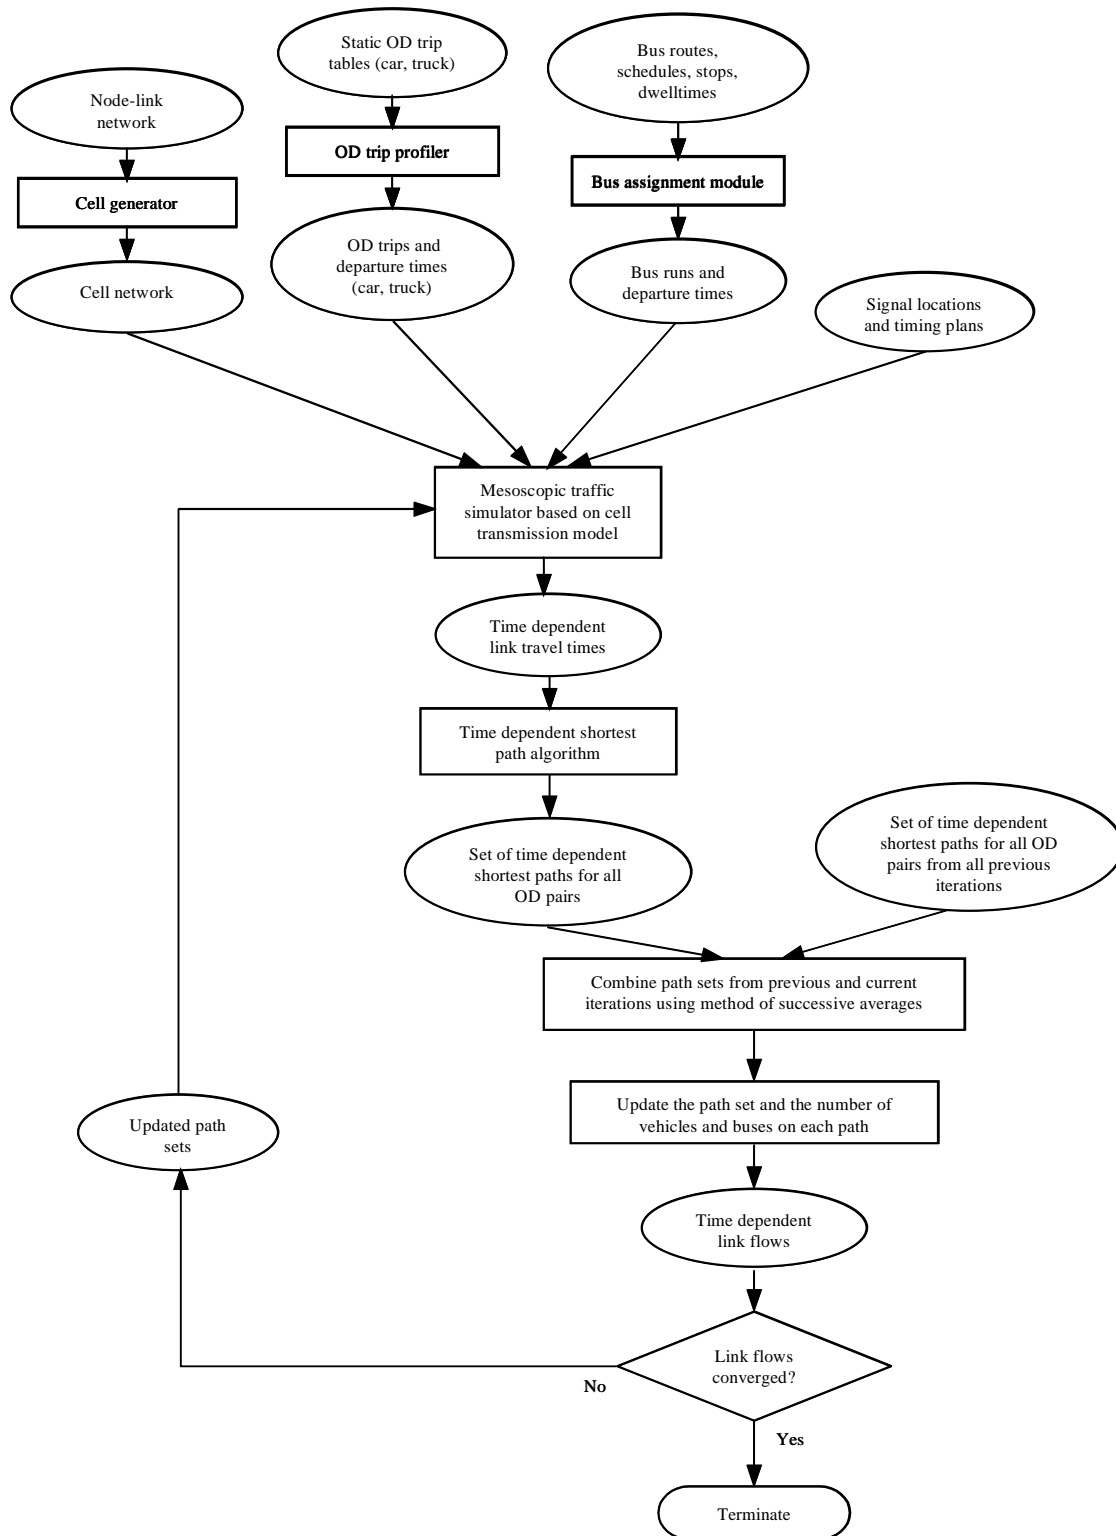 Static OD trip
tables (car, truck)
Bus routes,
schedules, stops,
dwelltimes
Node-link
network
OD trip profiler
Bus assignment module
Cell generator
OD trips and
departure times
(car, truck)
Bus runs and
departure times
Cell network
Signal locations
and timing plans
Mesoscopic traffic
simulator based on cell
transmission model
Time dependent
link travel times
Time dependent shortest
path algorithm
Set of time dependent
shortest paths for all
OD pairs
Set of time dependent
shortest paths for all OD
pairs from all previous
iterations
Combine path sets from previous and current
iterations using method of successive averages
Update the path set and the number of
vehicles and buses on each path
Updated path
sets
Time dependent
link flows
Link flows
converged?
No
Yes
Terminate